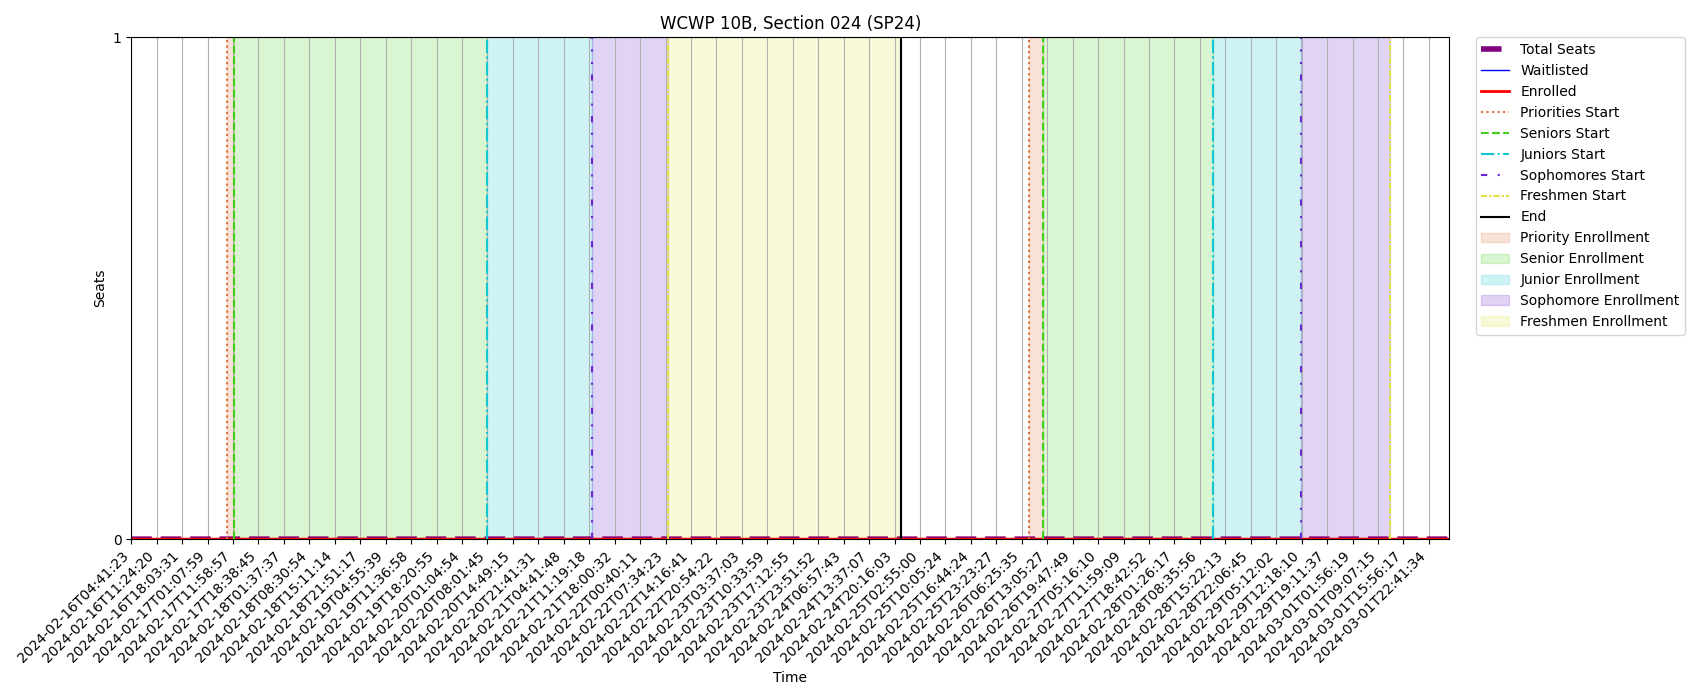 WCWP 10B, Section 024 (SP24)
1
0
Seats
2024-02-16T04:41:23
2024-02-16T11:24:20
2024-02-16T18:03:31
2024-02-17T01:07:59
2024-02-17T11:58:57
2024-02-17T18:38:45
2024-02-18T01:37:37
2024-02-18T08:30:54
2024-02-18T15:11:14
2024-02-18T21:51:17
2024-02-19T04:55:39
2024-02-19T11:36:58
2024-02-19T18:20:55
2024-02-20T01:04:54
2024-02-20T08:01:45
2024-02-20T14:49:15
2024-02-20T21:41:31
2024-02-21T04:41:48
2024-02-21T11:19:18
2024-02-21T18:00:32
2024-02-22T00:40:11
2024-02-22T07:34:23
2024-02-22T14:16:41
2024-02-22T20:54:22
2024-02-23T03:37:03
2024-02-23T10:33:59
2024-02-23T17:12:55
2024-02-23T23:51:52
2024-02-24T06:57:43
2024-02-24T13:37:07
2024-02-24T20:16:03
2024-02-25T02:55:00
2024-02-25T10:05:24
2024-02-25T16:44:24
2024-02-25T23:23:27
2024-02-26T06:25:35
2024-02-26T13:05:27
2024-02-26T19:47:49
2024-02-27T05:16:10
2024-02-27T11:59:09
2024-02-27T18:42:52
2024-02-28T01:26:17
2024-02-28T08:35:56
2024-02-28T15:22:13
2024-02-28T22:06:45
2024-02-29T05:12:02
2024-02-29T12:18:10
2024-02-29T19:11:37
2024-03-01T01:56:19
2024-03-01T09:07:15
2024-03-01T15:56:17
2024-03-01T22:41:34
Time
Total Seats
Waitlisted
Enrolled
Priorities Start
Seniors Start
Juniors Start
Sophomores Start
Freshmen Start
End
Priority Enrollment
Senior Enrollment
Junior Enrollment
Sophomore Enrollment
Freshmen Enrollment